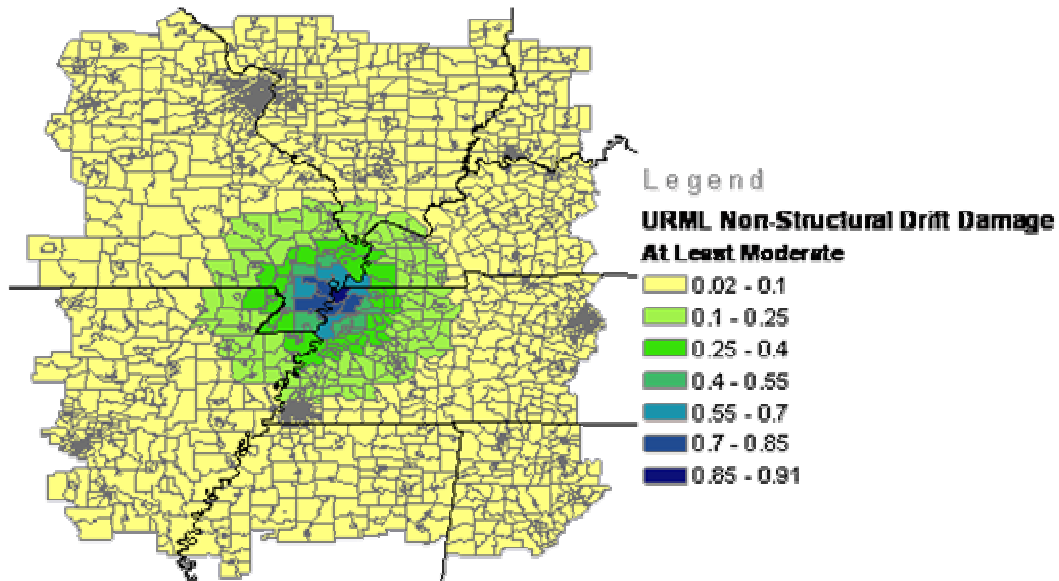 Legend
URML Non-Structural Drift Damage
At Least Moderate
0.02 - 0.1
0.1 - 0.25
0.25 - 0.4
0.4 - 0.55
0.55 - 0.7
0.7 - 0.85
0.85 - 0.91